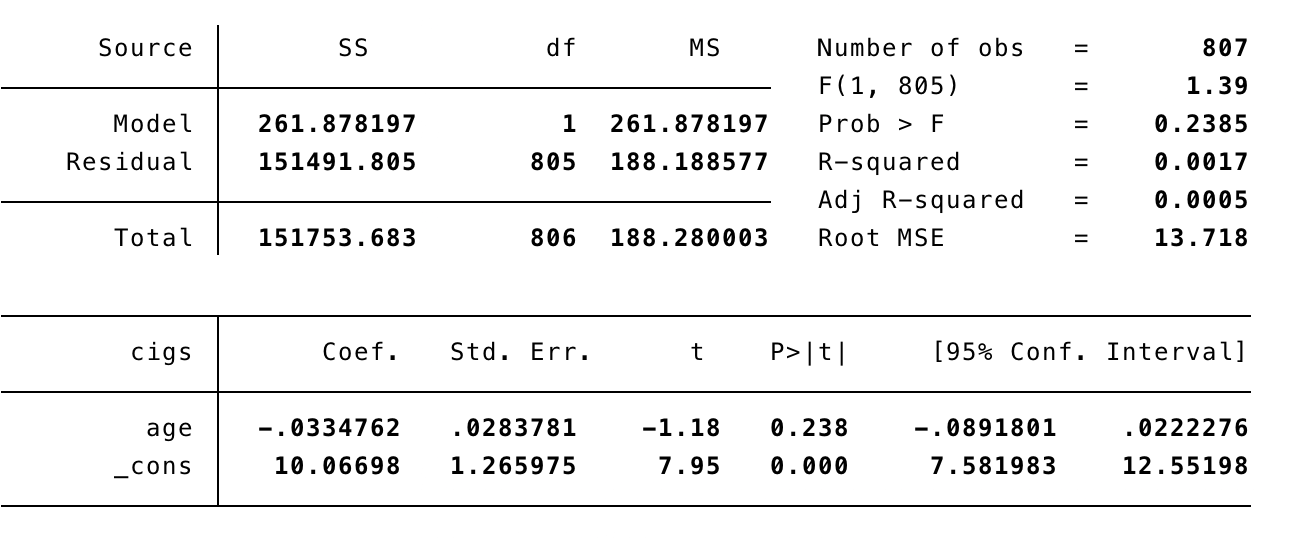 Source SS df MS Number of obs = 807
F(1, 805) = 1.39
Model 261.878197 1 261.878197 Prob > F = 0.2385
Residual 151491.805 805 188.188577 R-squared = 0.0017
Adj R-squared = 0.0005
Total 151753.683 806 188.280003 Root MSE = 13.718
cigs Coef. Std. Err. t P>|t| [95% Conf. Interval]
age -.0334762 .0283781 -1.18 0.238 -.0891801 .0222276
_cons 10.06698 1.265975 7.95 0.000 7.581983 12.55198